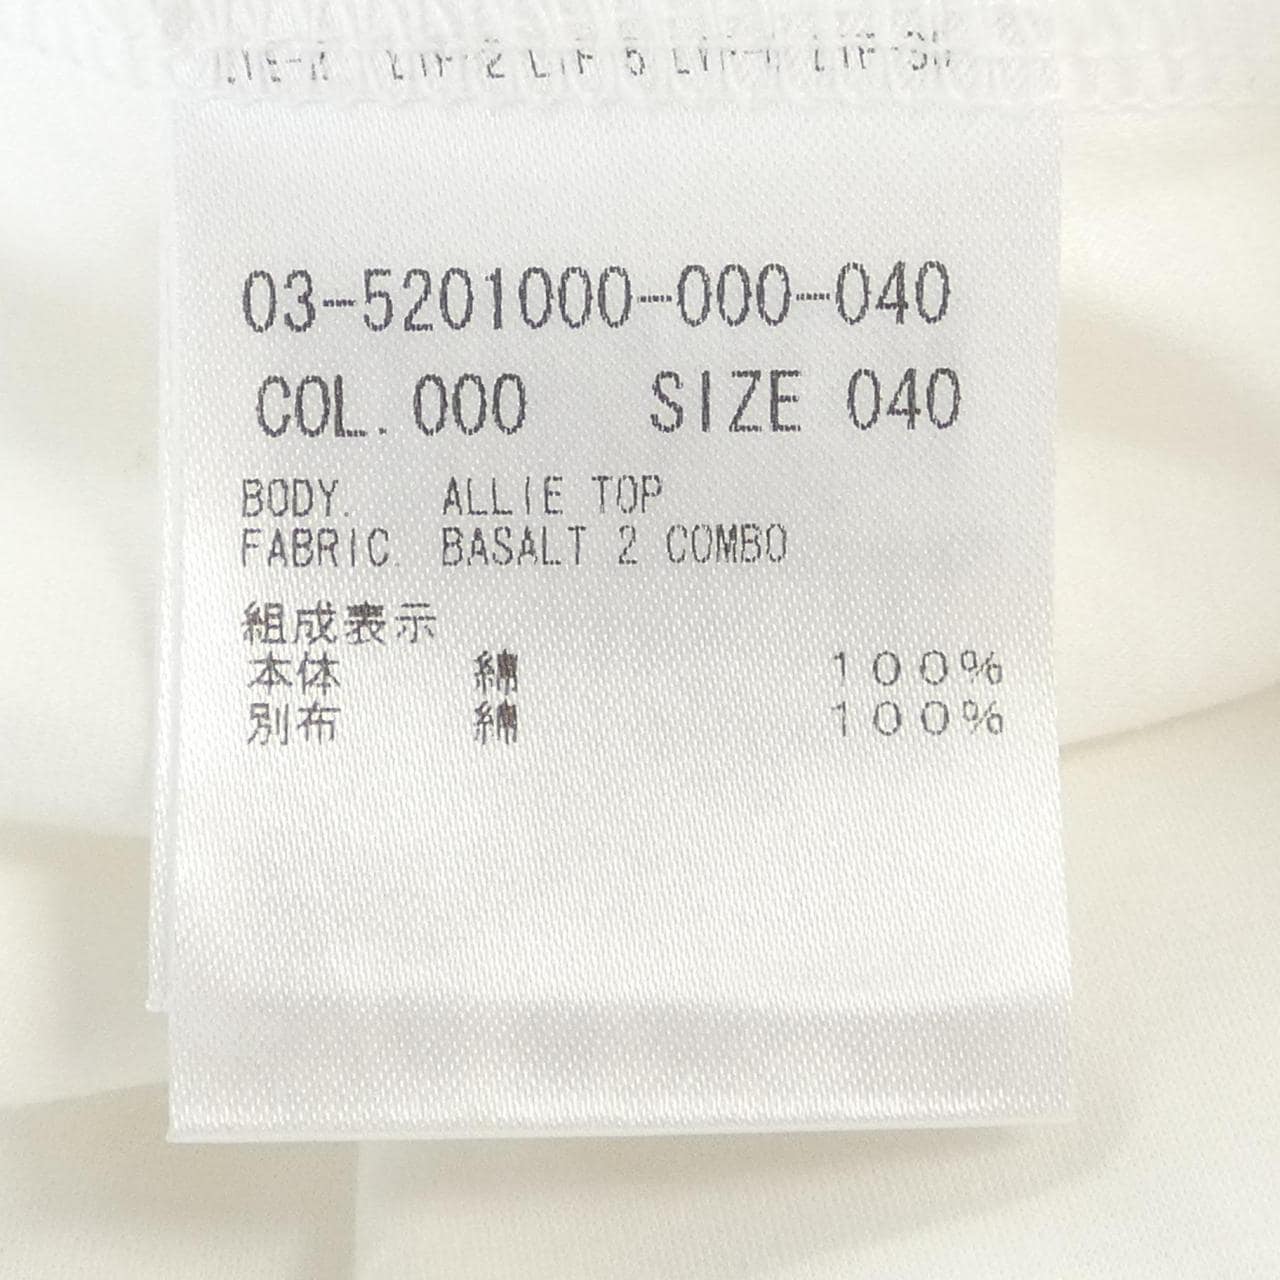 03-5201000-000-040
COL.000 SIZE 040
BODY. ALLIE TOP
FABRIC. BASALT 2 COMBO
組成表示
本体 綿 100%
別布 綿 100%